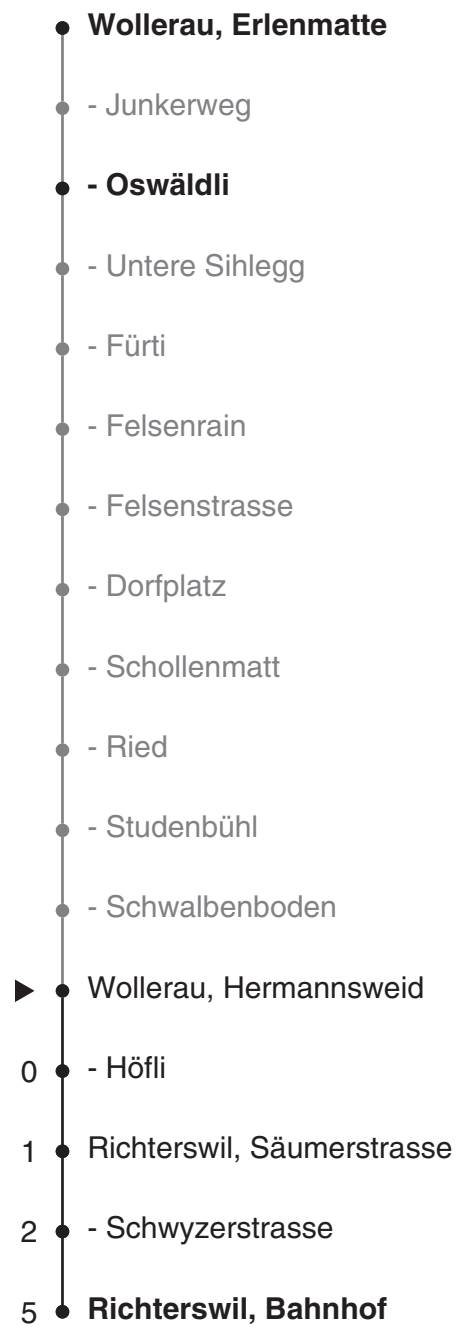 Wollerau, Erlenmatte
- Junkerweg
- Oswäldli
- Untere Sihlegg
- Fürti
- Felsenrain
- Felsenstrasse
- Dorfplatz
- Schollenmatt
- Ried
- Studenbühl
- Schwalbenboden
Wollerau, Hermannsweid
0 - Höfli
1 Richterswil, Säumerstrasse
2 - Schwyzerstrasse
5 Richterswil, Bahnhof